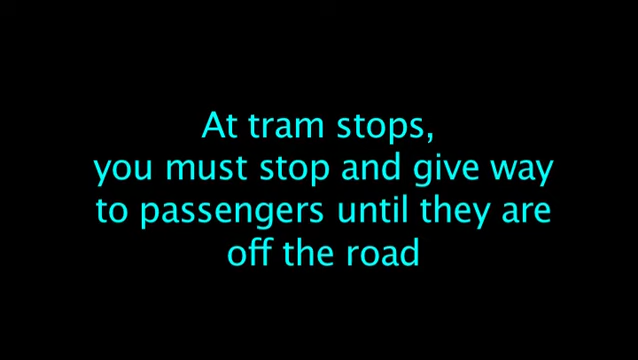 At tram stops,
you must stop and give way
to passengers until they are
off the road